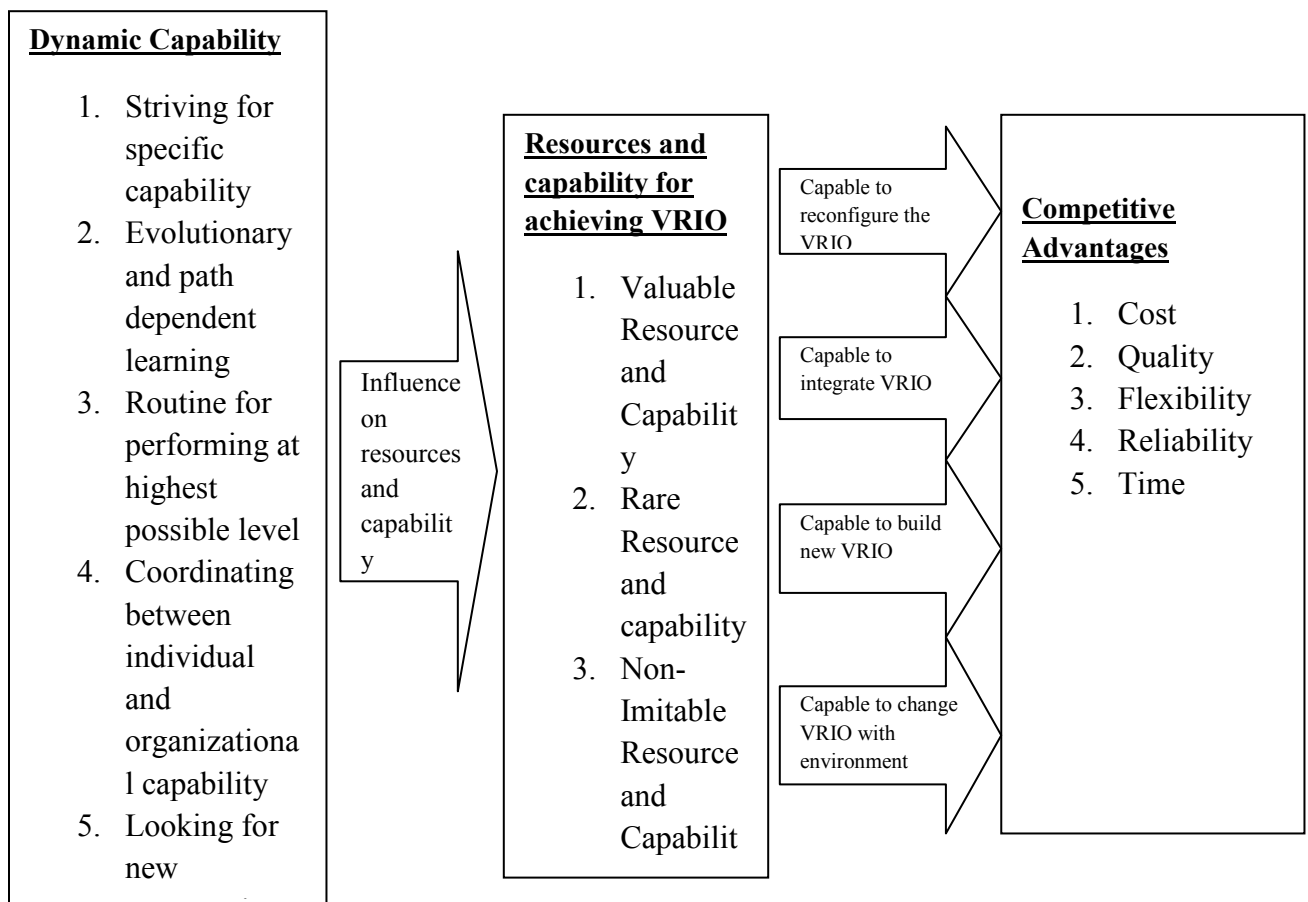 Dynamic Capability
1. Striving for
specific
capability
2. Evolutionary
and path
dependent
learning
3. Routine for
performing at
highest
possible level
4. Coordinating
between
individual
and
organizationa
l capability
5. Looking for
new
Influence
on
resources
and
capabilit
y
Resources and
capability for
achieving VRIO
1. Valuable
Resource
and
Capabilit
y
2. Rare
Resource
and
capability
3. Non-
Imitable
Resource
and
Capabilit
Capable to
reconfigure the
VRIO
Capable to
integrate VRIO
Capable to build
new VRIO
Capable to change
VRIO with
environment
Competitive
Advantages
1. Cost
2. Quality
3. Flexibility
4. Reliability
5. Time